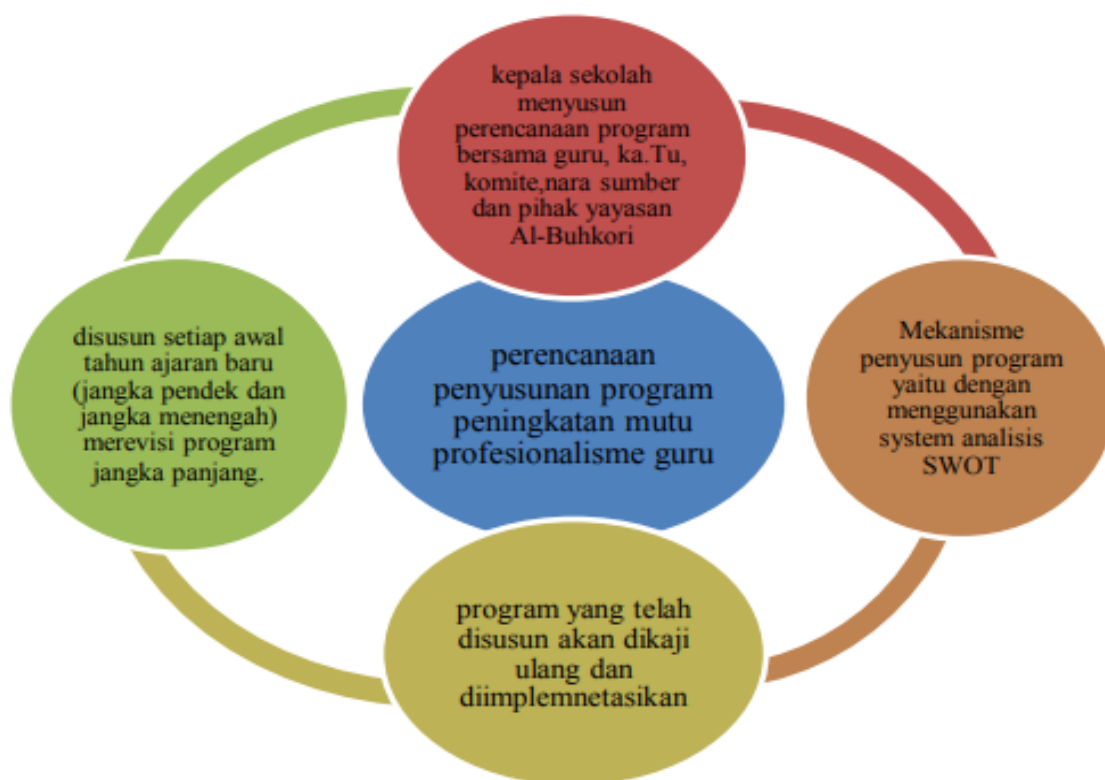 kepala sekolah
menyusun
perencanaan program
bersama guru, ka.Tu,
komite,nara sumber
dan pihak yayasan
Al-Buhkori
Mekanisme
penyusun program
yaitu dengan
menggunakan
system analisis
SWOT
program yang telah
disusun akan dikaji
ulang dan
diimplemnetasikan
disusun setiap awal
tahun ajaran baru
(jangka pendek dan
jangka menengah)
merevisi program
jangka panjang.
perencanaan
penyusunan program
peningkatan mutu
profesionalisme guru